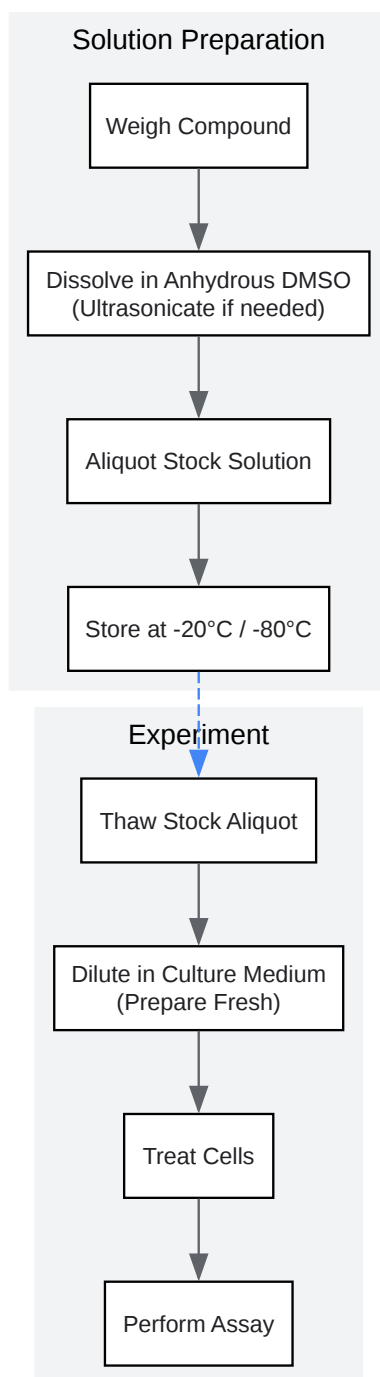 Solution Preparation
Weigh Compound
Dissolve in Anhydrous DMSO
(Ultrasonicate if needed)
Aliquot Stock Solution
Store at -20°C / -80°C
Experiment
Thaw Stock Aliquot
Dilute in Culture Medium
(Prepare Fresh)
Treat Cells
Perform Assay